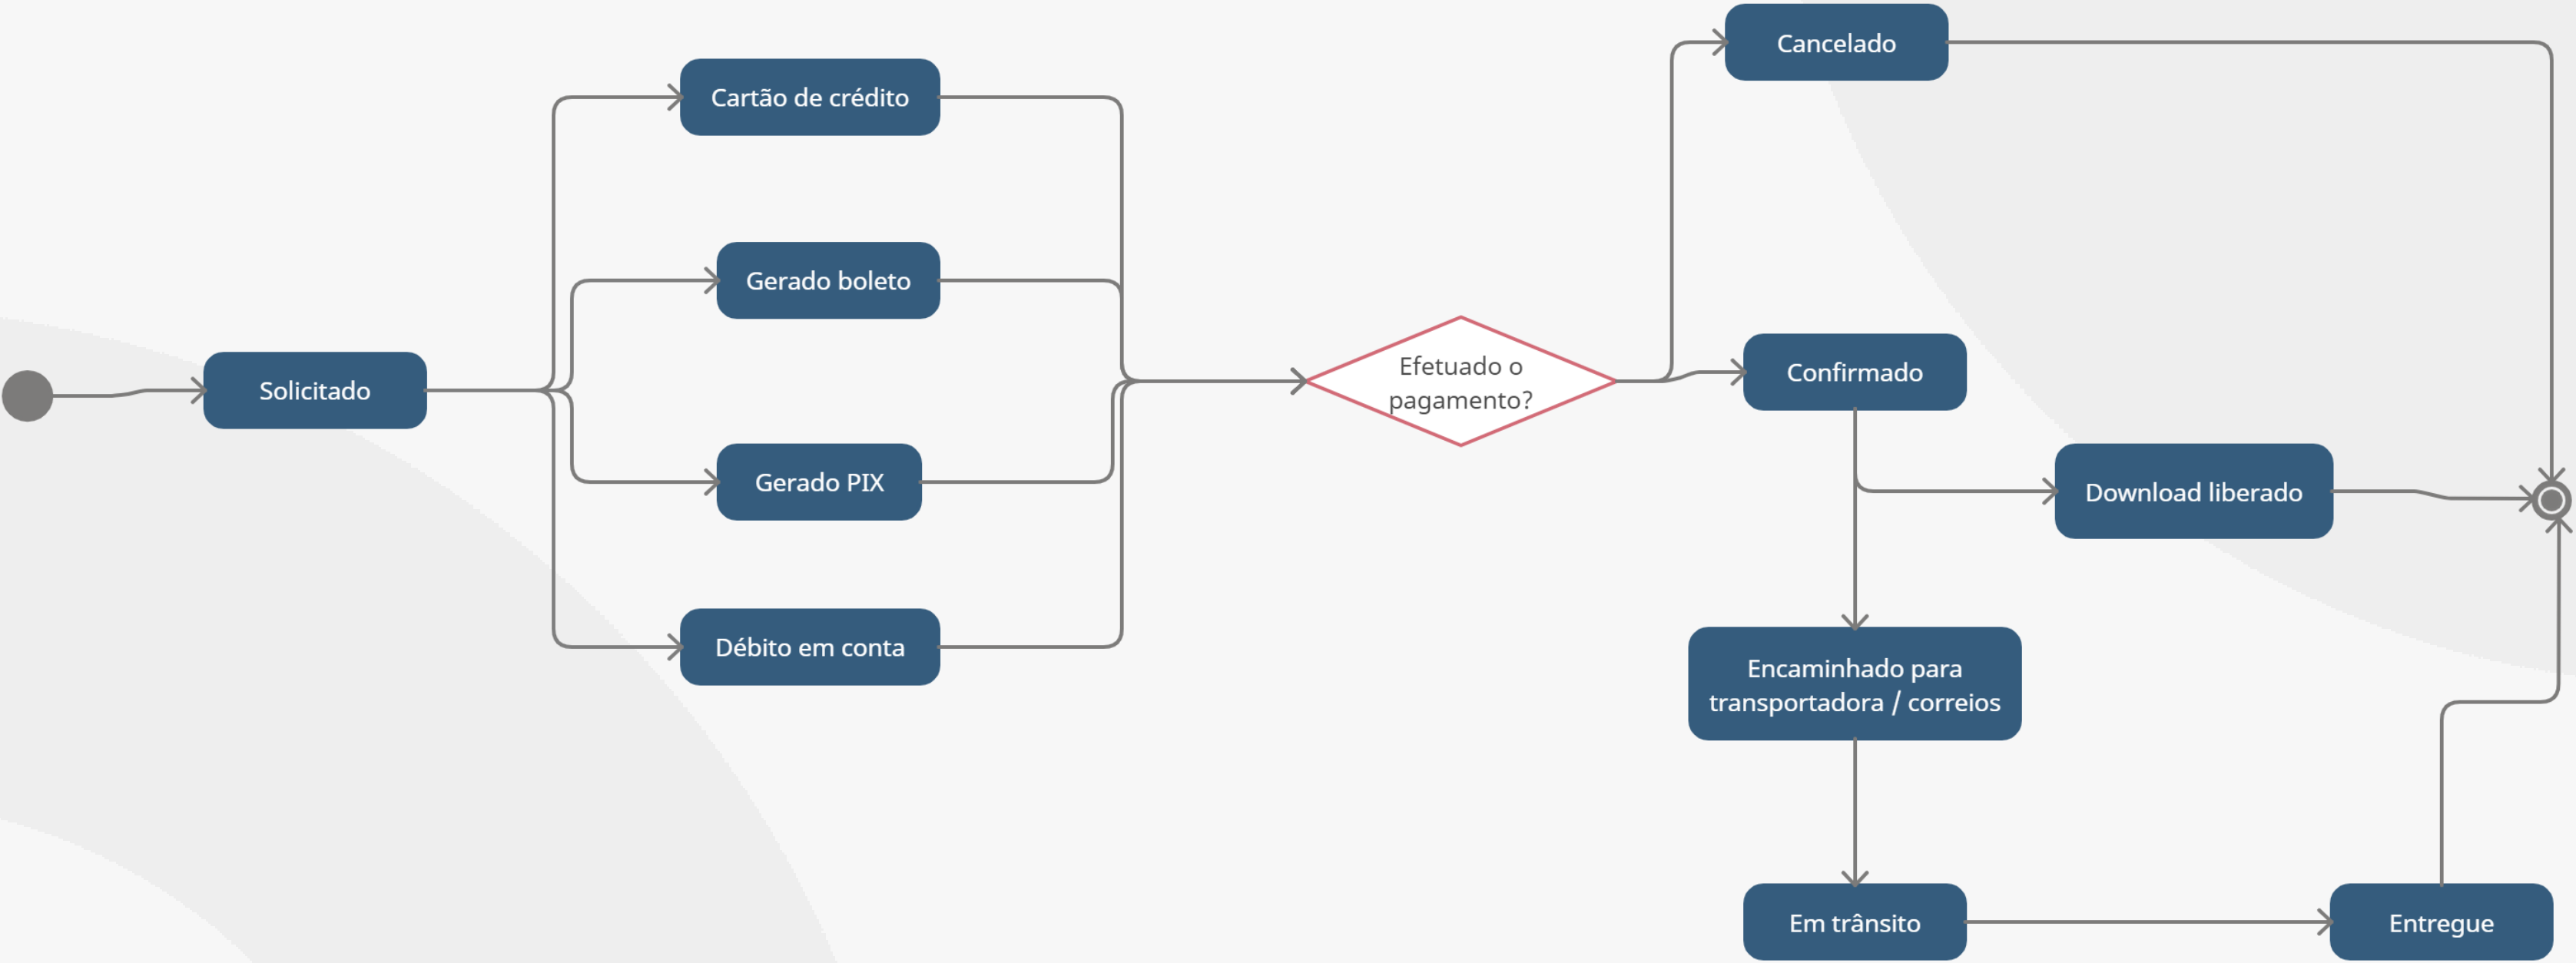 Cancelado
Cartão de crédito
Gerado boleto
Solicitado
Efetuado o
pagamento?
Confirmado
Gerado PIX
Download liberado
Débito em conta
Encaminhado para
transportadora / correios
Em trânsito
Entregue